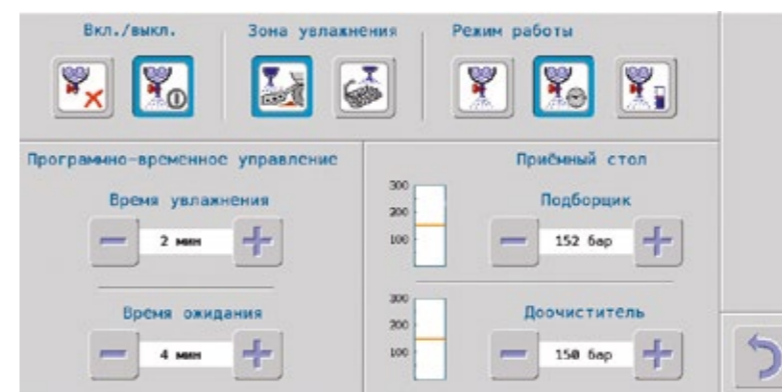 Вкл./выкл. Зона увлажнения Режим работы
Программно-временное управление Приёмный стол
Время увлажнения Подборщик
300
200
100
2 мин 152 бар
Время ожидания Доочиститель
300
200
100
4 мин 150 бар